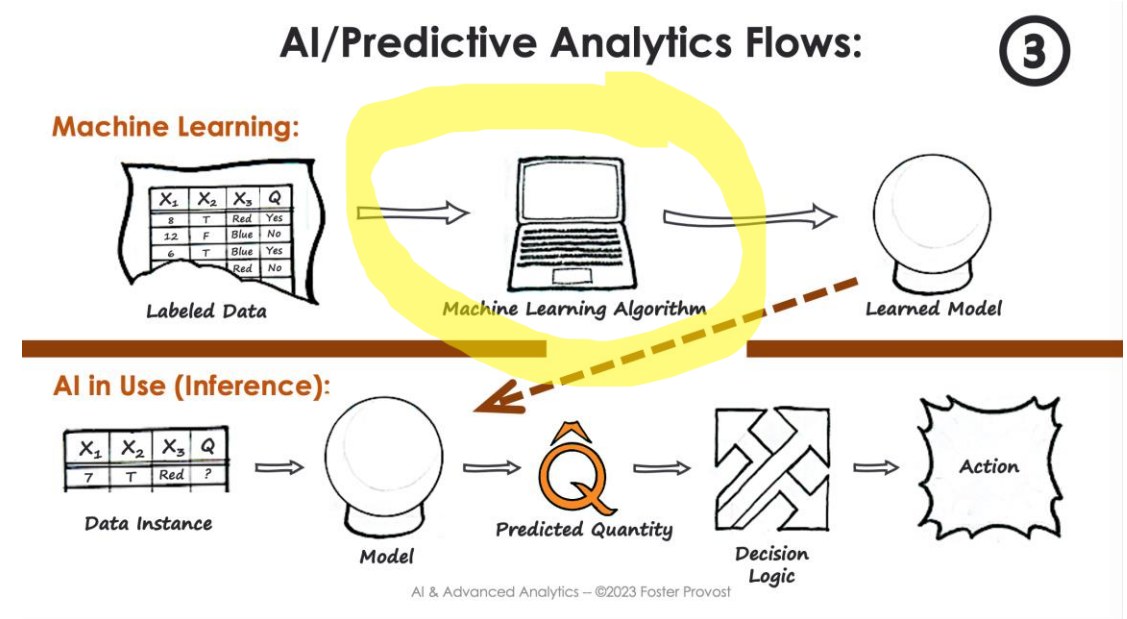 AI/Predictive Analytics Flows:
3
Machine Learning:
X1 X2 X3 Q
8 T Red Yes
12 F Blue No
6 T Blue Yes
Red No
Labeled Data
Machine Learning Algorithm
Learned Model
AI in Use (Inference):
X1 X2 X3 Q
7 T Red ?
Data Instance
Model
Q̂
Predicted Quantity
Decision
Logic
Action
AI & Advanced Analytics -- ©2023 Foster Provost